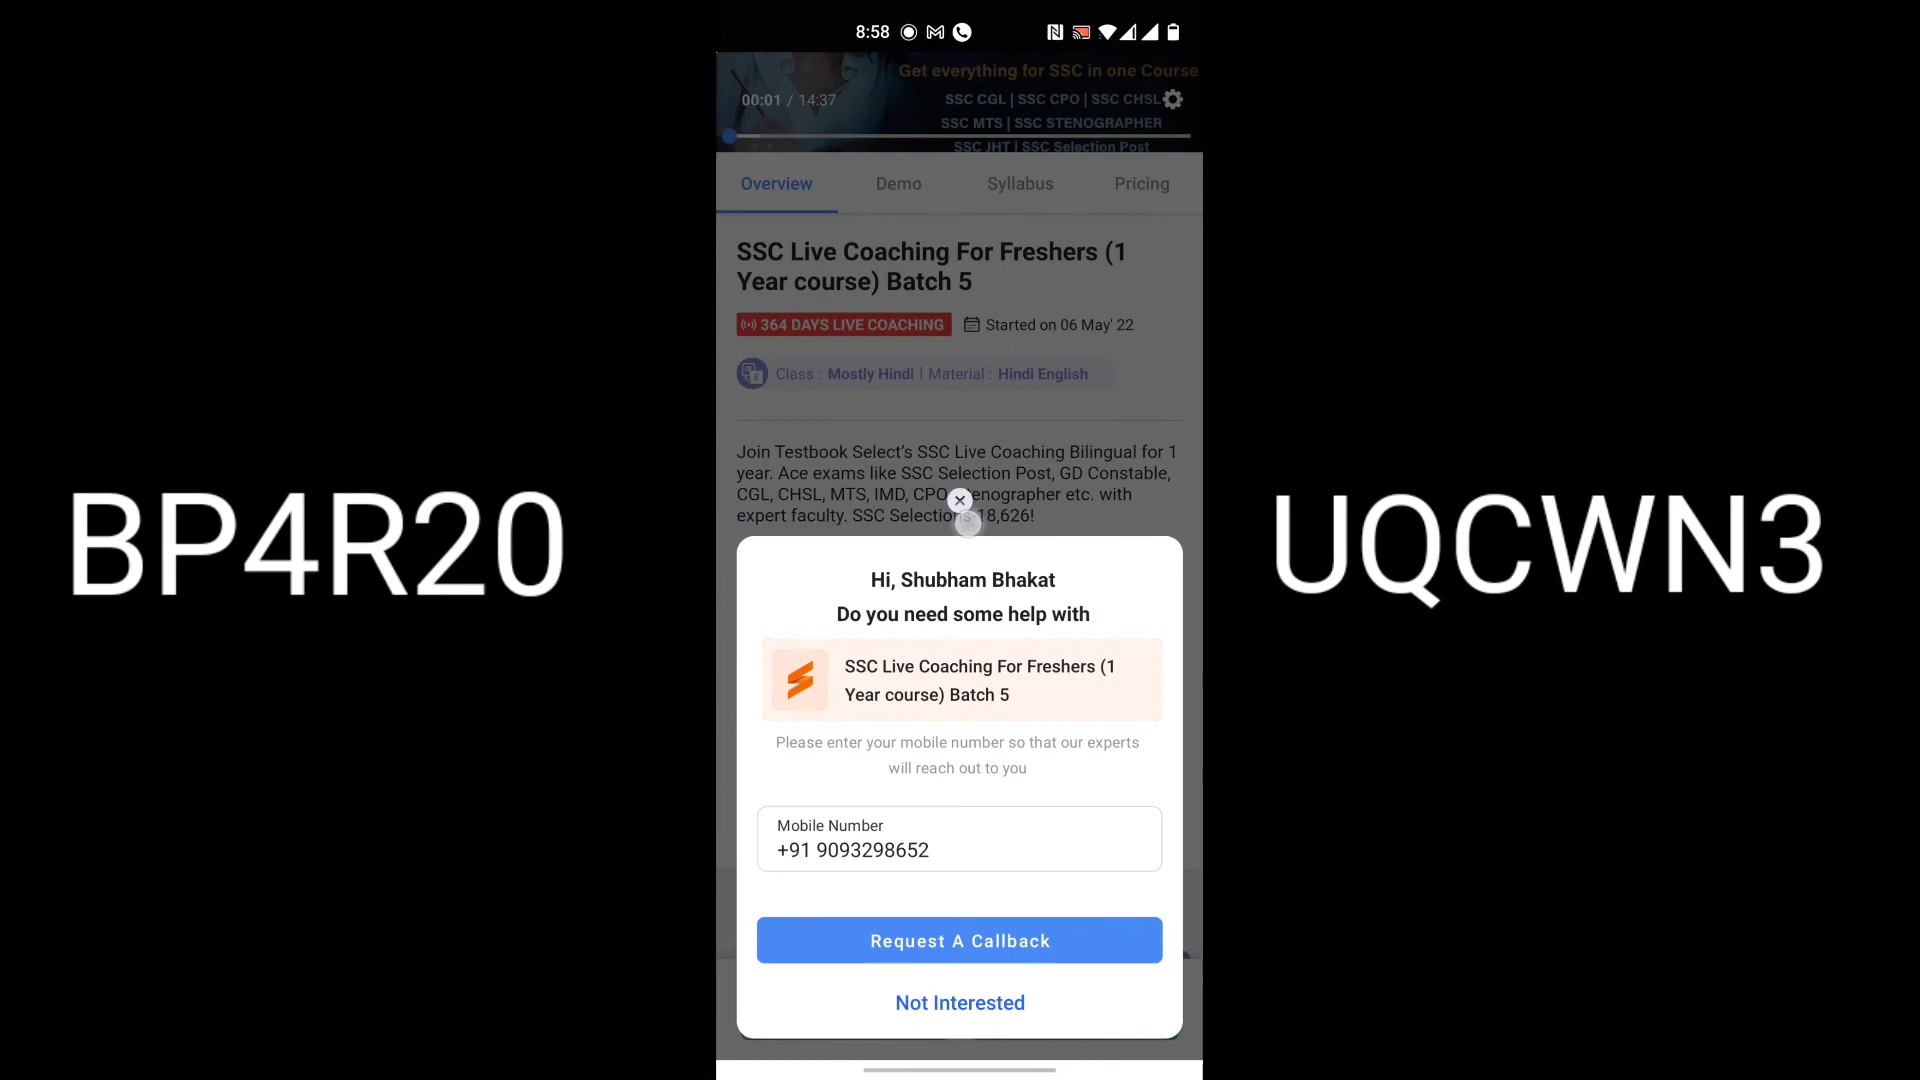 8:58
Get everything for SSC in one Course
00:01 / 14:37
SSC CGL | SSC CPO | SSC CHSL
SSC MTS | SSC STENOGRAPHER
SSC JHT | SSC Selection Post
Overview Demo Syllabus Pricing
SSC Live Coaching For Freshers (1
Year course) Batch 5
364 DAYS LIVE COACHING Started on 06 May' 22
Class : Mostly Hindi | Material : Hindi English
Join Testbook Select’s SSC Live Coaching Bilingual for 1
year. Ace exams like SSC Selection Post, GD Constable,
CGL, CHSL, MTS, IMD, CPO, Stenographer etc. with
expert faculty. SSC Selections-18,626!
BP4R20
UQCWN3
Hi, Shubham Bhakat
Do you need some help with
SSC Live Coaching For Freshers (1
Year course) Batch 5
Please enter your mobile number so that our experts
will reach out to you
Mobile Number
+91 9093298652
Request A Callback
Not Interested